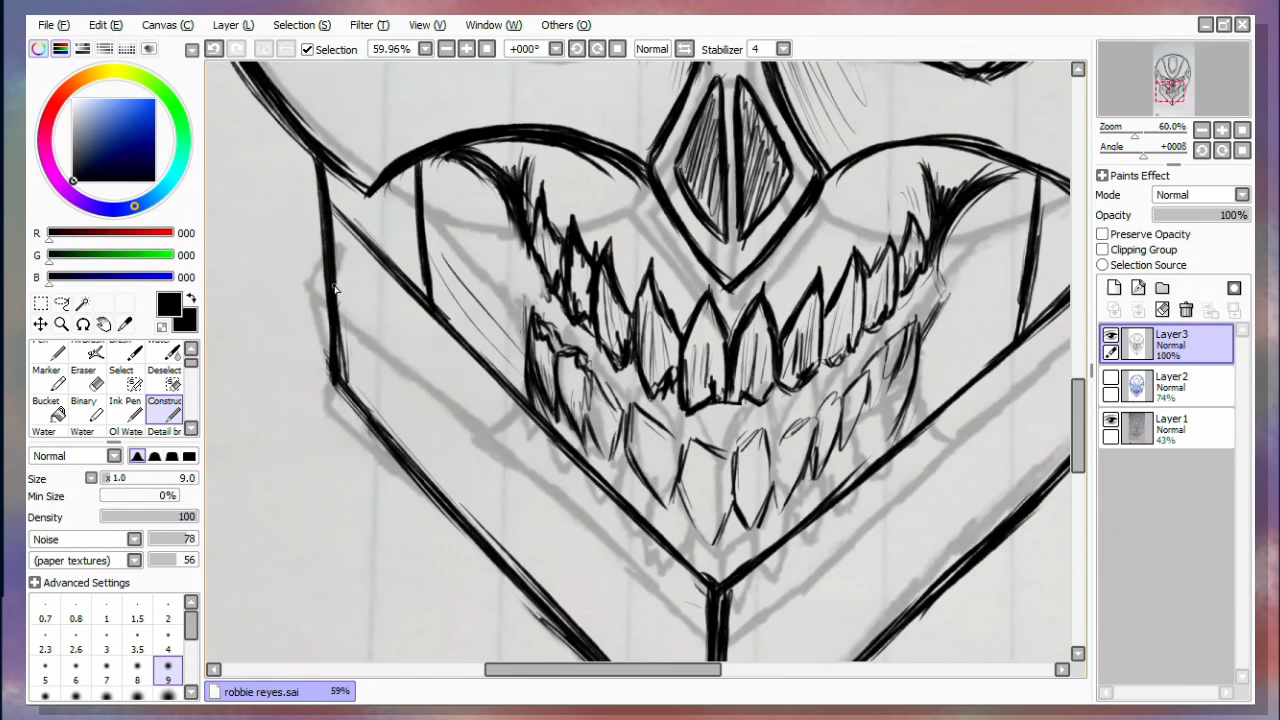 File (F) Edit (E) Canvas (C) Layer (L) Selection (S) Filter (T) View (V) Window (W) Others (O)
Selection 59.96% +000° Normal Stabilizer 4
R 000
G 000
B 000
Marker Eraser Select Deselect
Bucket Binary Ink Pen Construc
Water Water Ol Wate Detail br
Normal
Size x 1.0 9.0
Min Size 0%
Density 100
Noise 78
(paper textures) 56
Advanced Settings
0.7 0.8 1 1.5 2
2.3 2.6 3 3.5 4
5 6 7 8 9
robbie reyes.sai 59%
Zoom 60.0%
Angle
Paints Effect
Mode Normal
Opacity 100%
Preserve Opacity
Clipping Group
Selection Source
Layer3
Normal
100%
Layer2
Normal
74%
Layer1
Normal
43%